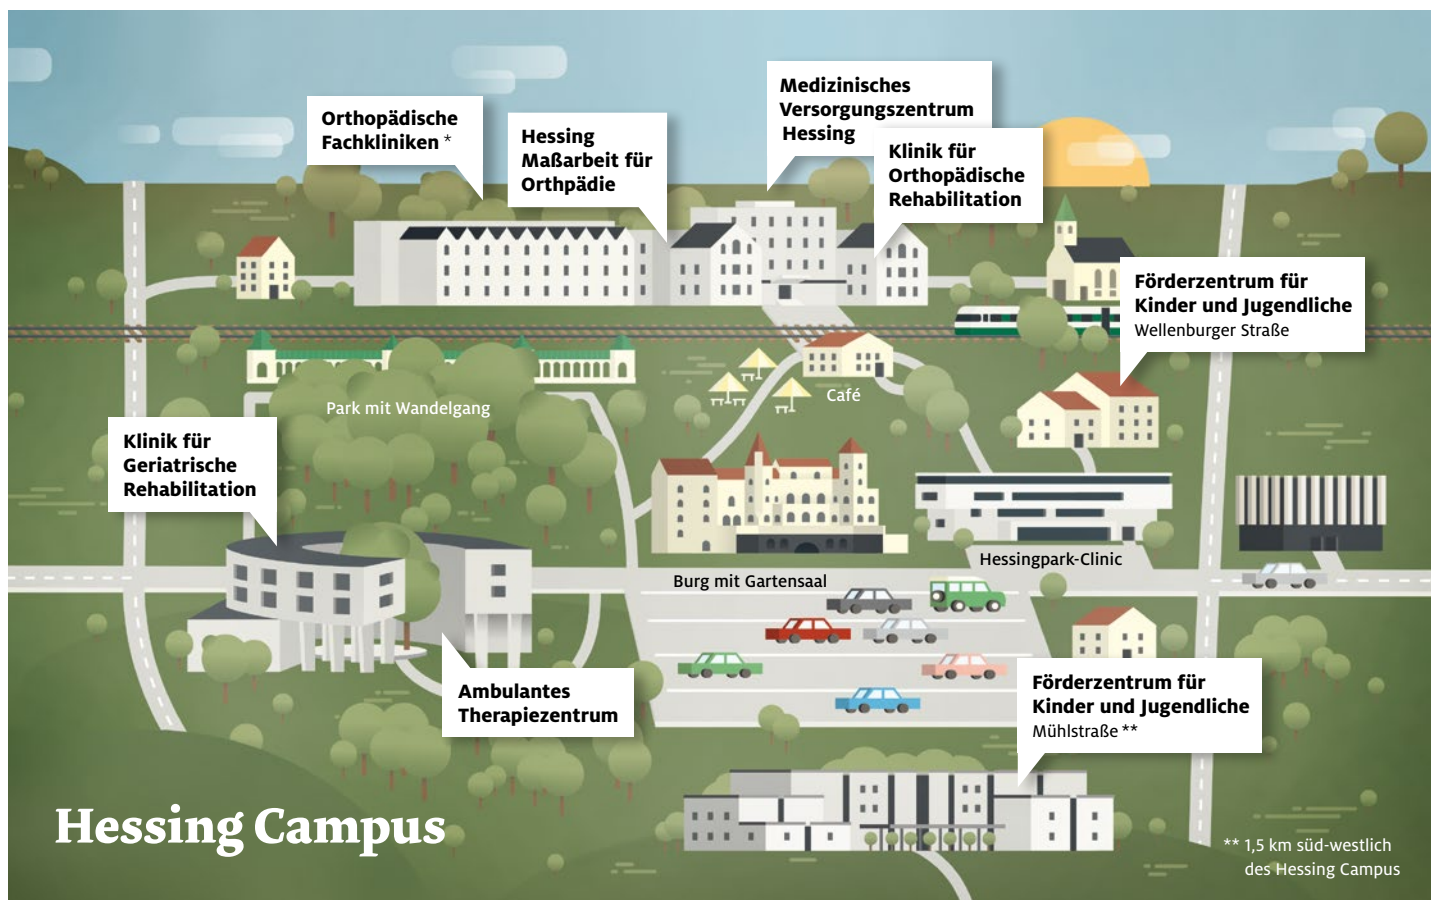 Orthopädische
Fachkliniken *
Hessing
Maßarbeit für
Orthpädie
Medizinisches
Versorgungszentrum
Hessing
Klinik für
Orthopädische
Rehabilitation
Förderzentrum für
Kinder und Jugendliche
Wellenburger Straße
Park mit Wandelgang
Café
Klinik für
Geriatrische
Rehabilitation
Hessingpark-Clinic
Burg mit Gartensaal
Ambulantes
Therapiezentrum
Förderzentrum für
Kinder und Jugendliche
Mühlstraße **
Hessing Campus
** 1,5 km süd-westlich
des Hessing Campus